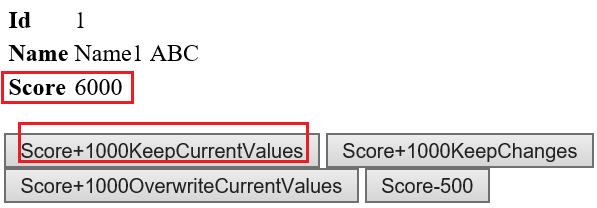 Id 1
Name Name1 ABC
Score 6000
Score+1000KeepCurrentValues Score+1000KeepChanges
Score+1000OverwriteCurrentValues Score-500